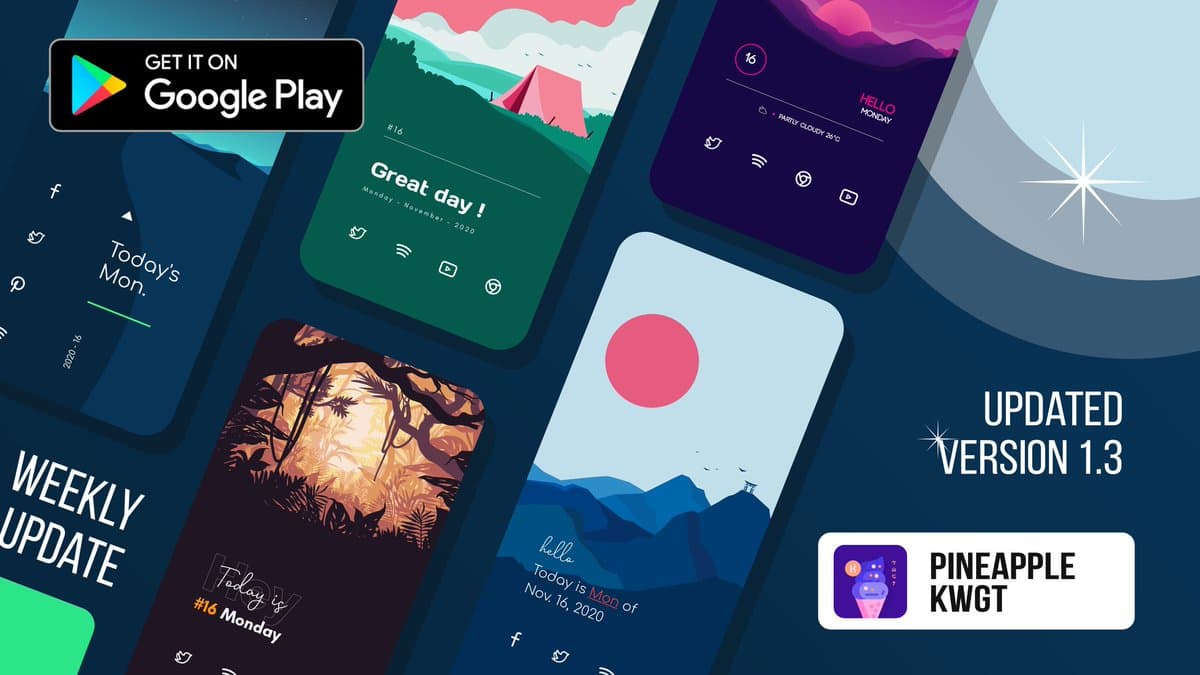 GET IT ON
Google Play
Today's
Mon.
2020 - 16
#16
Great day !
Monday - November - 2020
16
HELLO
MONDAY
PARTLY CLOUDY 26°C
WEEKLY
UPDATE
Hey
Today is
#16 Monday
hello
Today is Mon of
Nov. 16, 2020
UPDATED
VERSION 1.3
PINEAPPLE
KWGT